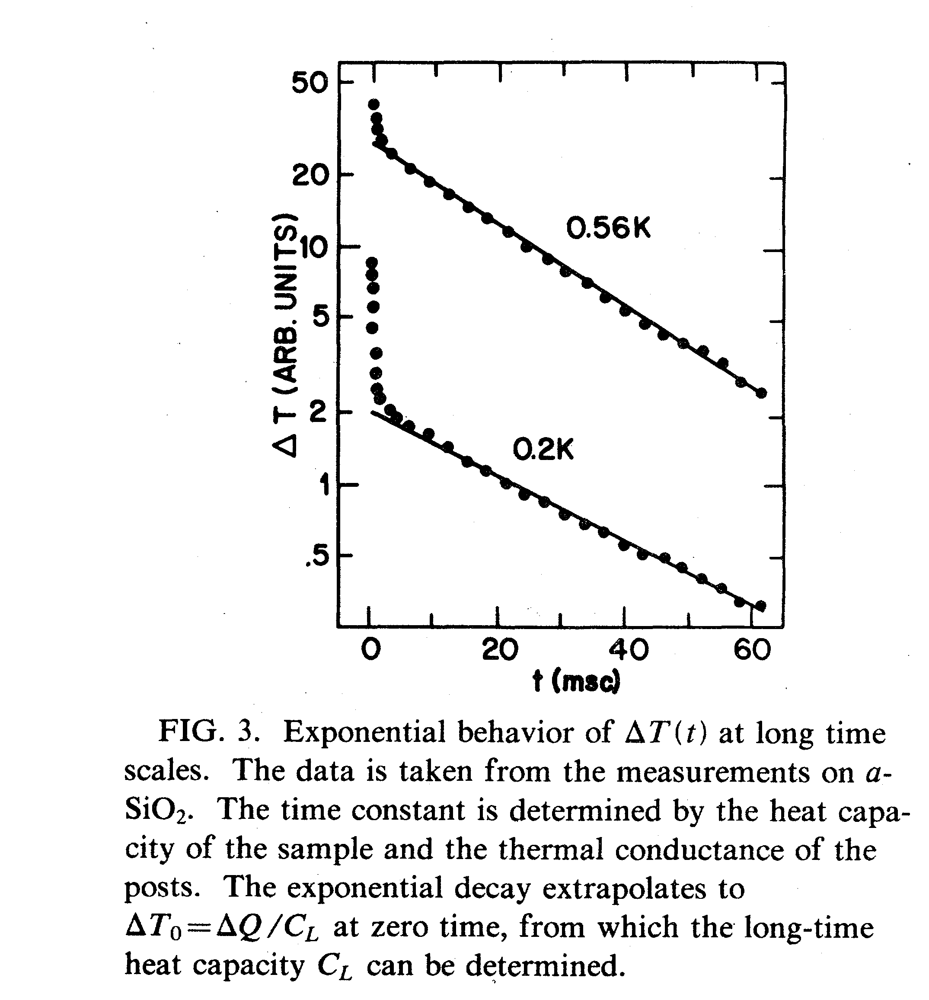 50
20
10
5
2
1
.5
Δ T (ARB. UNITS)
0.56K
0.2K
0 20 40 60
t (msc)
FIG. 3. Exponential behavior of ΔT(t) at long time
scales. The data is taken from the measurements on a-
SiO₂. The time constant is determined by the heat capa-
city of the sample and the thermal conductance of the
posts. The exponential decay extrapolates to
ΔT₀=ΔQ/C_L at zero time, from which the long-time
heat capacity C_L can be determined.